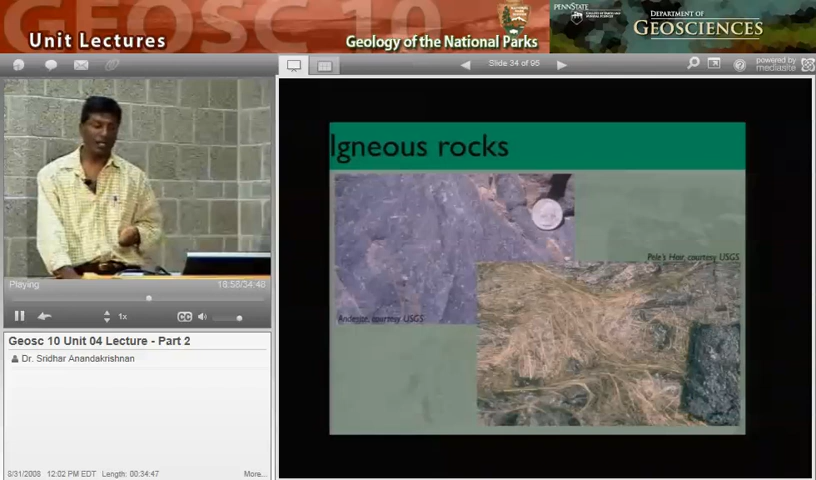 GEOSC 10
Unit Lectures
Geology of the National Parks
PENNSTATE
DEPARTMENT OF
GEOSCIENCES
Slide 34 of 95
powered by
mediasite
Igneous rocks
Pele's Hair, courtesy USGS
Andesite, courtesy USGS
Playing
18:58/34:48
1x
CC
Geosc 10 Unit 04 Lecture - Part 2
Dr. Sridhar Anandakrishnan
8/31/2008 12:02 PM EDT Length: 00:34:47
More...